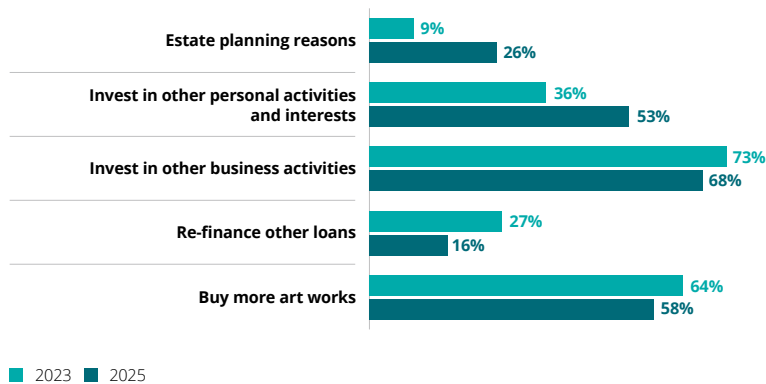 Estate planning reasons
9%
26%
Invest in other personal activities
and interests
36%
53%
Invest in other business activities
73%
68%
Re-finance other loans
27%
16%
Buy more art works
64%
58%
2023 2025